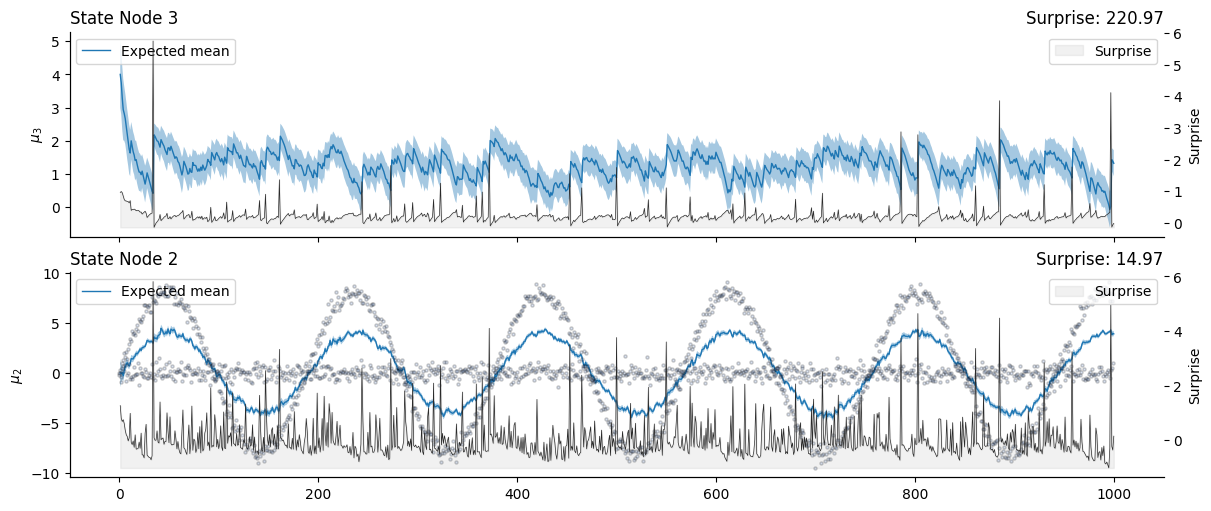 State Node 3
Surprise: 220.97
Expected mean
Surprise
5
4
3
2
1
0
μ3
6
5
4
3
2
1
0
Surprise
State Node 2
Surprise: 14.97
Expected mean
Surprise
10
5
0
−5
−10
μ2
6
4
2
0
Surprise
0
200
400
600
800
1000